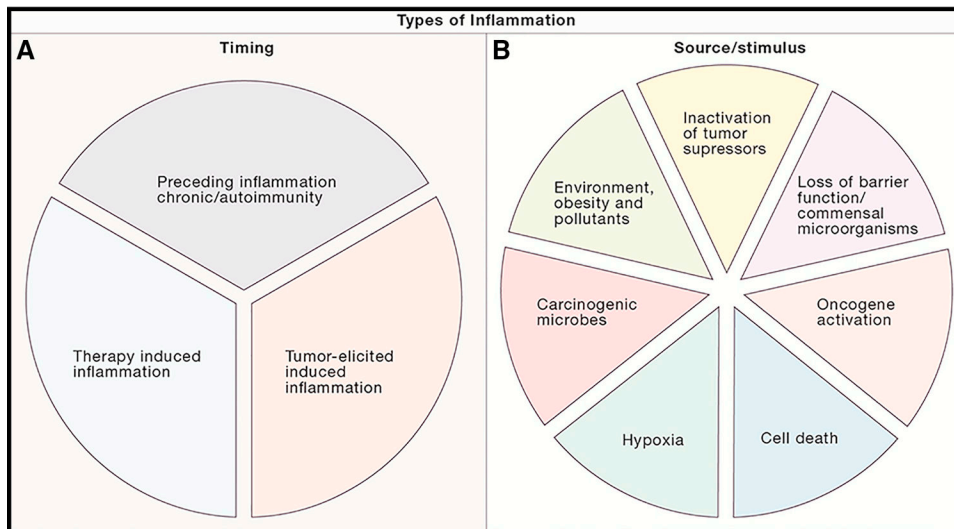 Types of Inflammation
A
Timing
Preceding inflammation
chronic/autoimmunity
Therapy induced
inflammation
Tumor-elicited
induced
inflammation
B
Source/stimulus
Inactivation
of tumor
supressors
Environment,
obesity and
pollutants
Loss of barrier
function/
commensal
microorganisms
Carcinogenic
microbes
Oncogene
activation
Hypoxia
Cell death